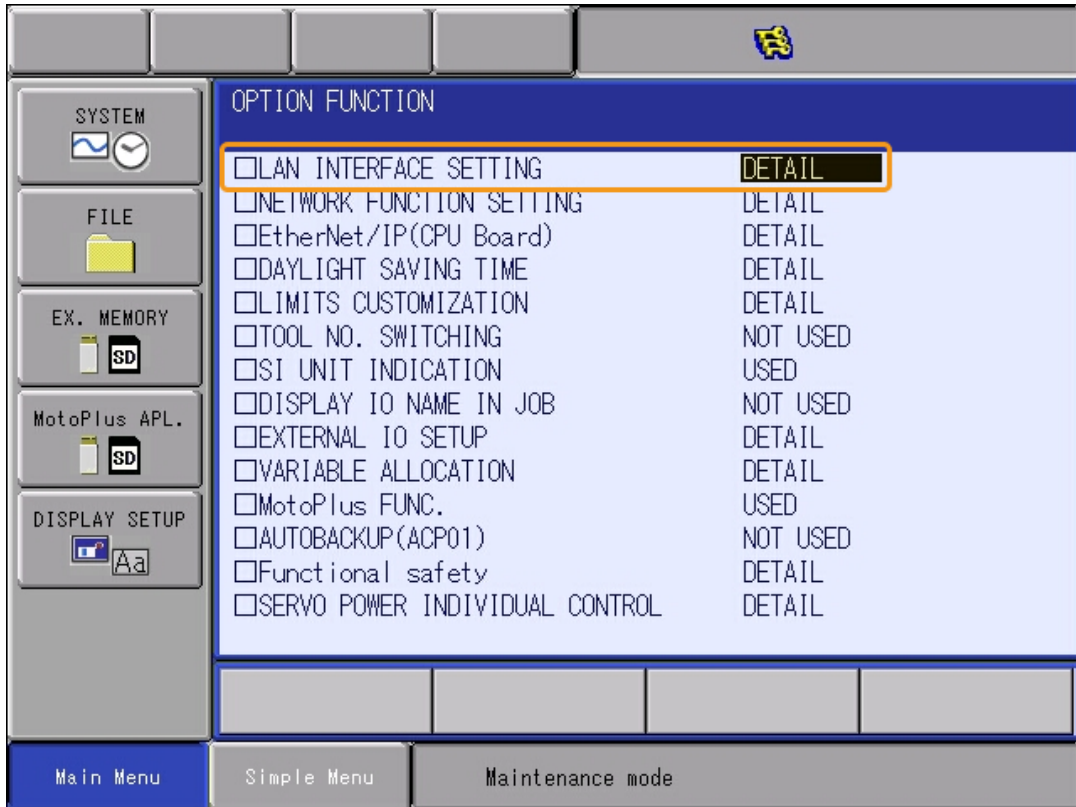 SYSTEM
FILE
EX. MEMORY
SD
MotoPlus APL.
SD
DISPLAY SETUP
Aa
OPTION FUNCTION
LAN INTERFACE SETTING DETAIL
NETWORK FUNCTION SETTING DETAIL
EtherNet/IP(CPU Board) DETAIL
DAYLIGHT SAVING TIME DETAIL
LIMITS CUSTOMIZATION DETAIL
TOOL NO. SWITCHING NOT USED
SI UNIT INDICATION USED
DISPLAY IO NAME IN JOB NOT USED
EXTERNAL IO SETUP DETAIL
VARIABLE ALLOCATION DETAIL
MotoPlus FUNC. USED
AUTOBACKUP(ACP01) NOT USED
Functional safety DETAIL
SERVO POWER INDIVIDUAL CONTROL DETAIL
Main Menu
Simple Menu
Maintenance mode